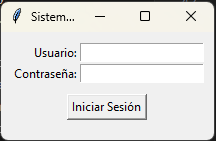 Sistem...
Usuario:
Contraseña:
Iniciar Sesión